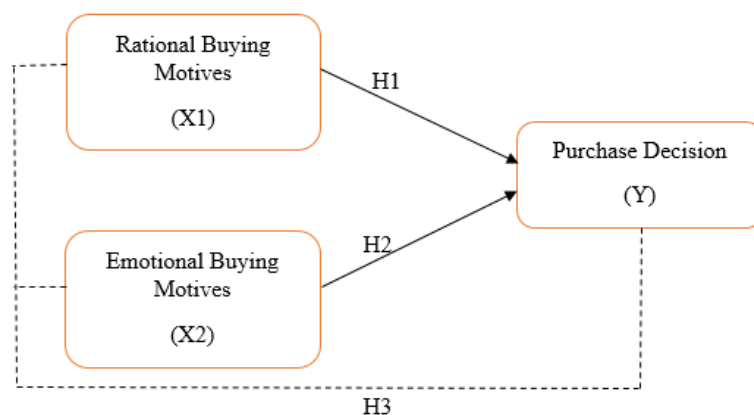 Rational Buying
Motives
(X1)
H1
Purchase Decision
(Y)
H2
Emotional Buying
Motives
(X2)
H3